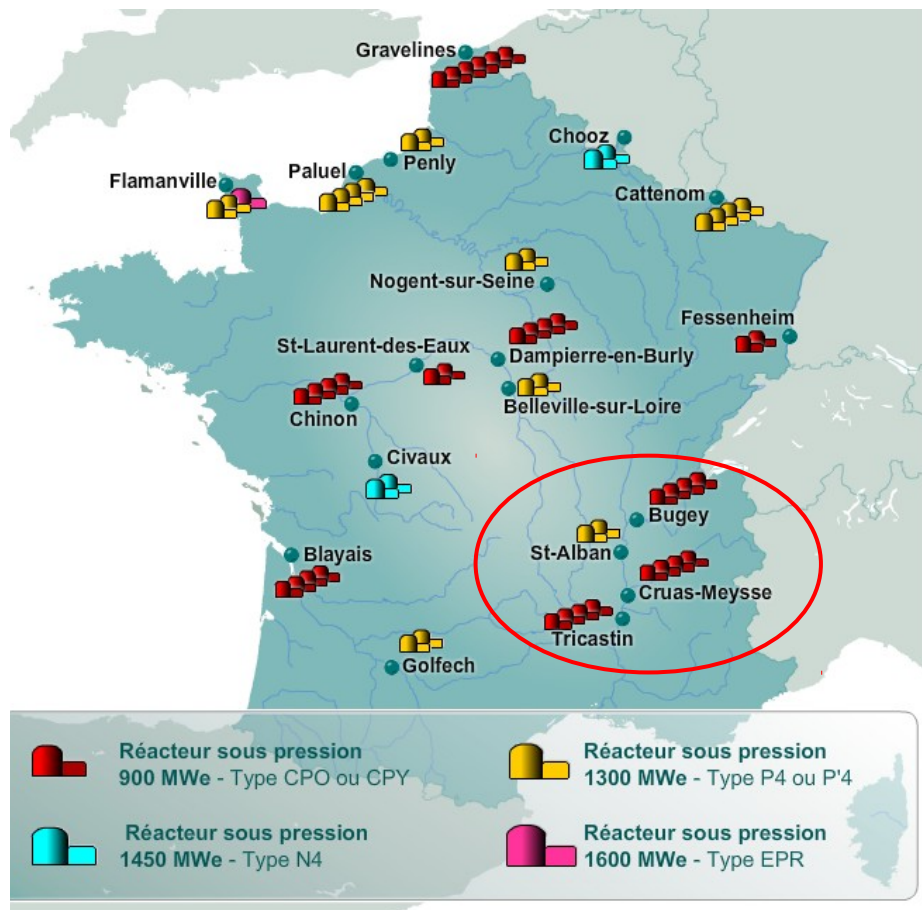 Gravelines
Chooz
Penly
Paluel
Flamanville
Cattenom
Nogent-sur-Seine
Fessenheim
St-Laurent-des-Eaux
Dampierre-en-Burly
Belleville-sur-Loire
Chinon
Civaux
Bugey
St-Alban
Blayais
Cruas-Meysse
Tricastin
Golfech
Réacteur sous pression
900 MWe - Type CPO ou CPY
Réacteur sous pression
1300 MWe - Type P4 ou P'4
Réacteur sous pression
1450 MWe - Type N4
Réacteur sous pression
1600 MWe - Type EPR